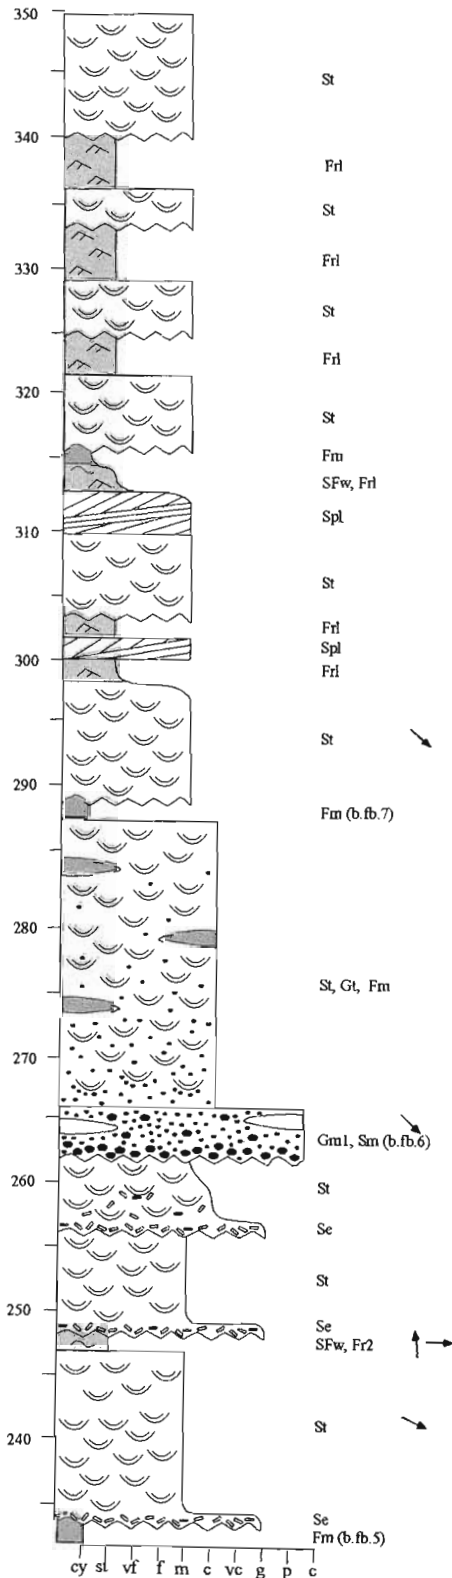 350
St
340
Frl
St
330
Frl
St
Frl
320
St
Fm
SFw, Frl
Spl
310
St
Frl
Spl
300
Frl
St
290
Fm (b.fb.7)
280
St, Gt, Fm
270
Gm1, Sm (b.fb.6)
260
St
Se
St
250
Se
SFw, Fr2
St
240
Se
Fm (b.fb.5)
cy sl vf f m c vc g p c